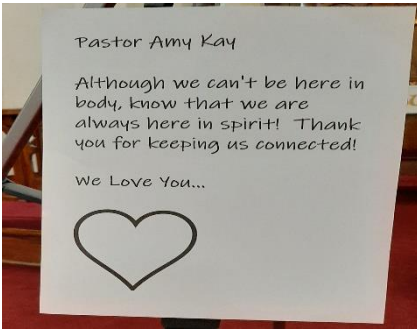 Pastor Amy Kay
Although we can't be here in
body, know that we are
always here in spirit! Thank
you for keeping us connected!
We Love You...